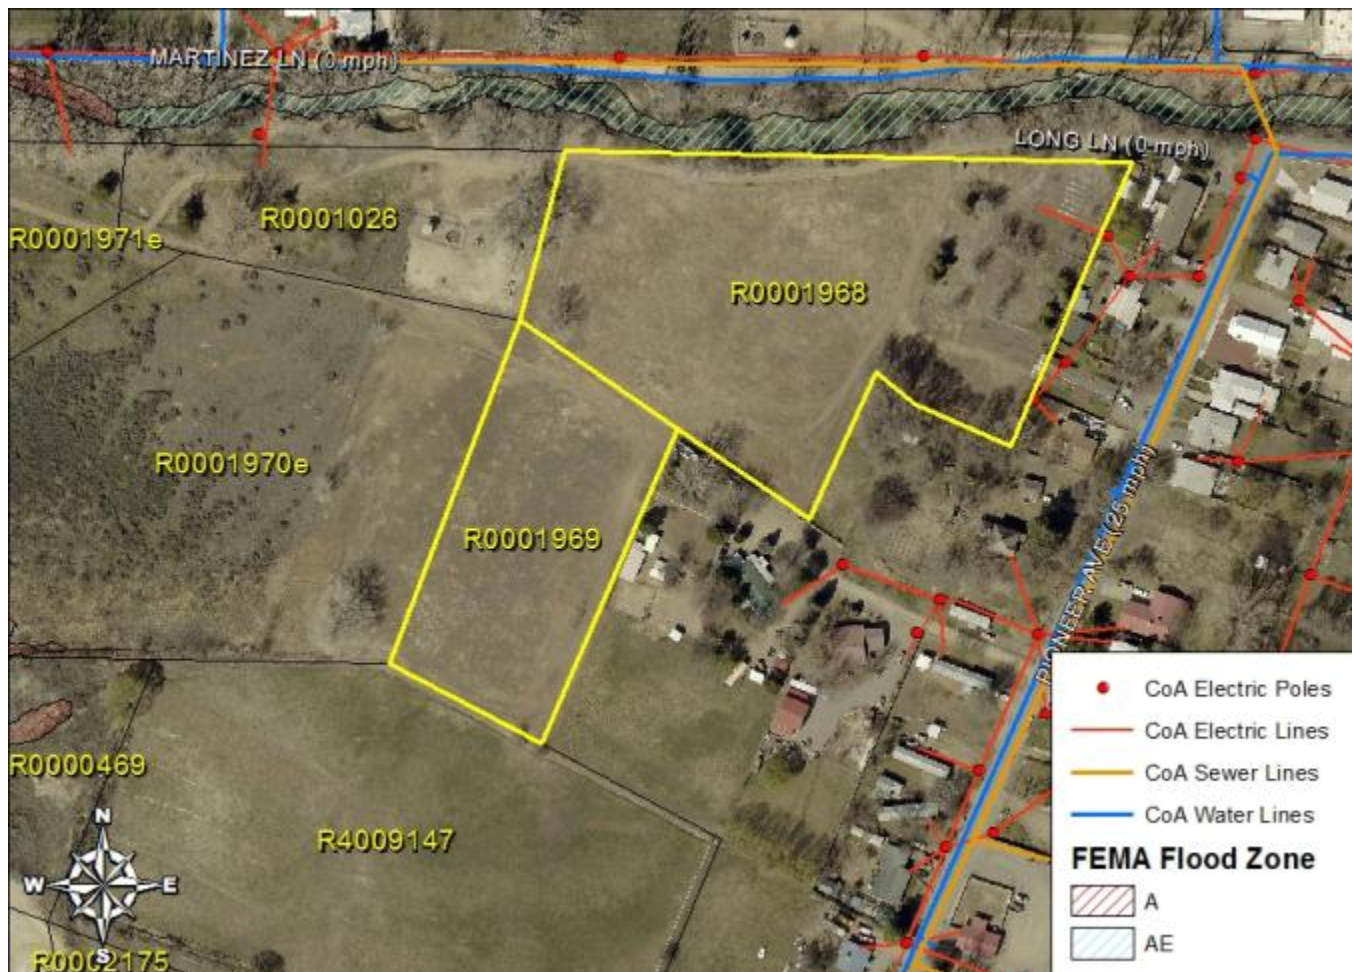 MARTINEZ LN (0 mph)
LONG LN (0 mph)
R0001026
R0001971e
R0001968
R0001970e
R0001969
PIONEER AVE (25 mph)
R0000469
R4009147
N
W E
S
R0002175
CoA Electric Poles
CoA Electric Lines
CoA Sewer Lines
CoA Water Lines
FEMA Flood Zone
A
AE